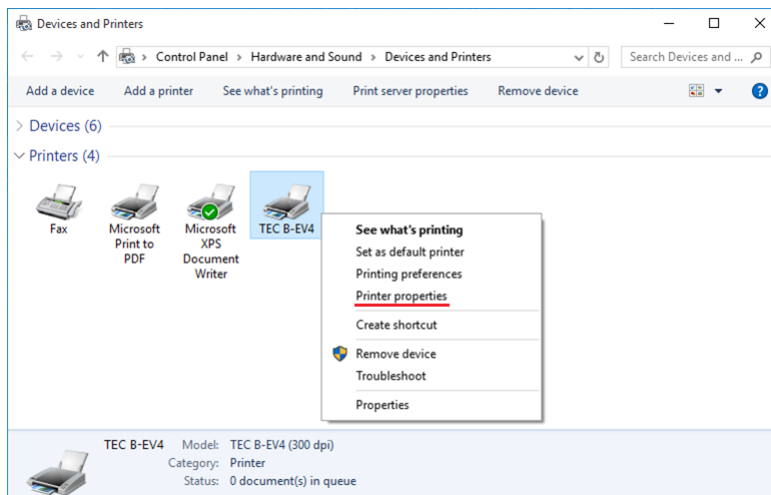 Devices and Printers
Control Panel > Hardware and Sound > Devices and Printers
Search Devices and ...
Add a device Add a printer See what's printing Print server properties Remove device ?
Devices (6)
Printers (4)
Fax
Microsoft Print to PDF
Microsoft XPS Document Writer
TEC B-EV4
See what's printing
Set as default printer
Printing preferences
Printer properties
Create shortcut
Remove device
Troubleshoot
Properties
TEC B-EV4 Model: TEC B-EV4 (300 dpi)
Category: Printer
Status: 0 document(s) in queue